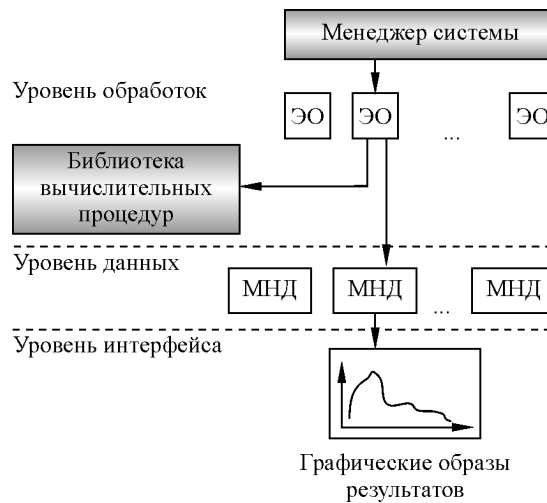 Менеджер системы
Уровень обработок
ЭО ЭО ... ЭО
Библиотека
вычислительных
процедур
Уровень данных
МНД МНД ... МНД
Уровень интерфейса
Графические образы
результатов